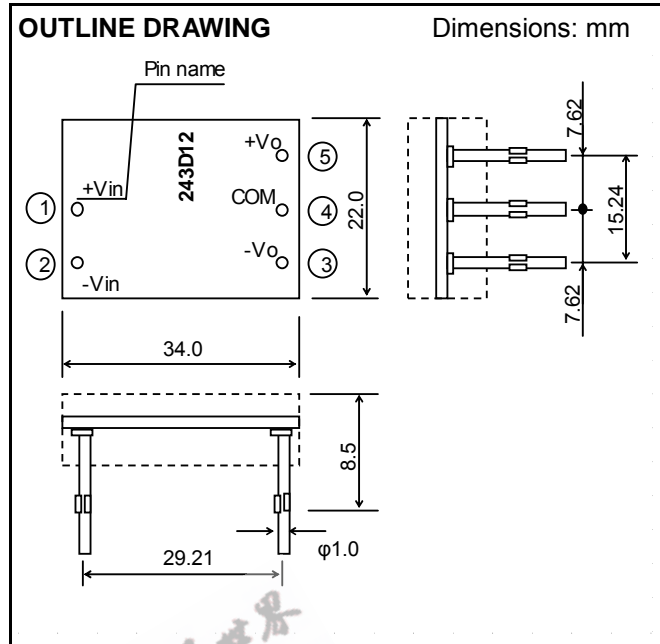 OUTLINE DRAWING
Dimensions: mm
Pin name
243D12
+Vo
⑤
①
+Vin
COM
④
②
-Vin
-Vo
③
22.0
7.62
15.24
7.62
34.0
8.5
φ1.0
29.21